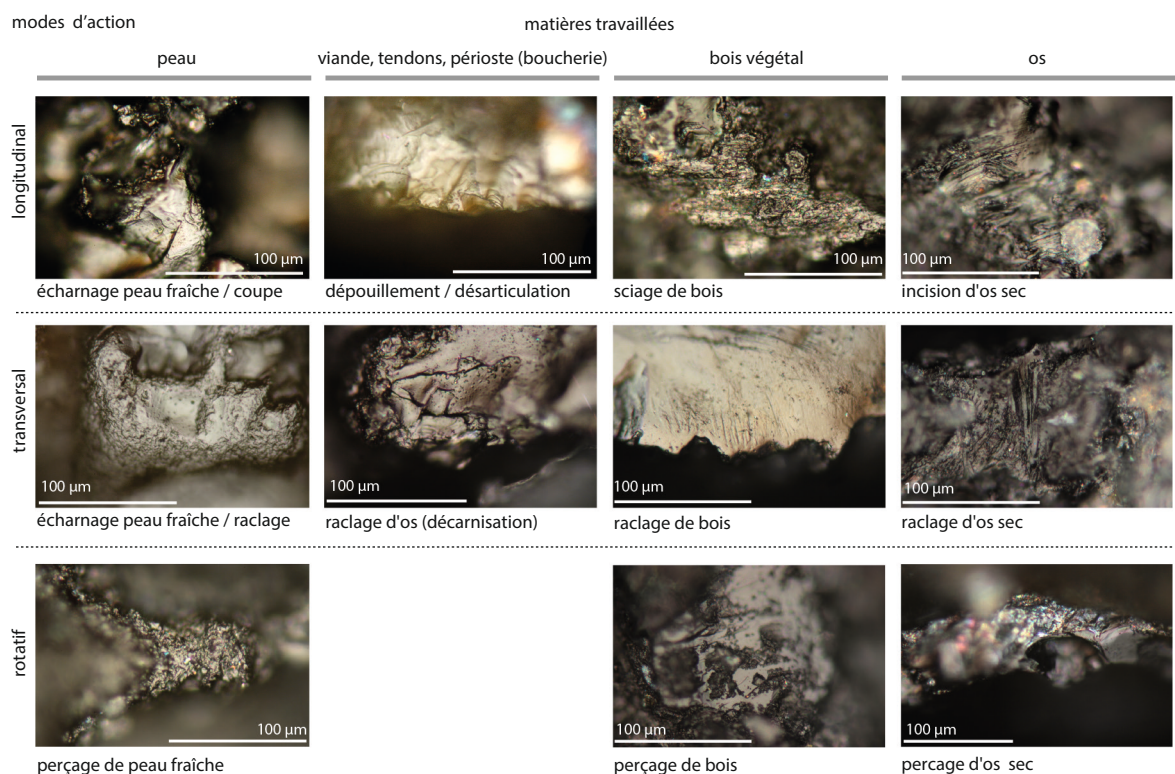 modes d'action
matières travaillées
peau
viande, tendons, périoste (boucherie)
bois végétal
os
longitudinal
100 µm
100 µm
100 µm
100 µm
écharnage peau fraîche / coupe
dépouillement / désarticulation
sciage de bois
incision d'os sec
transversal
100 µm
100 µm
100 µm
100 µm
écharnage peau fraîche / raclage
raclage d'os (décarnisation)
raclage de bois
raclage d'os sec
rotatif
100 µm
100 µm
100 µm
perçage de peau fraîche
perçage de bois
percage d'os sec